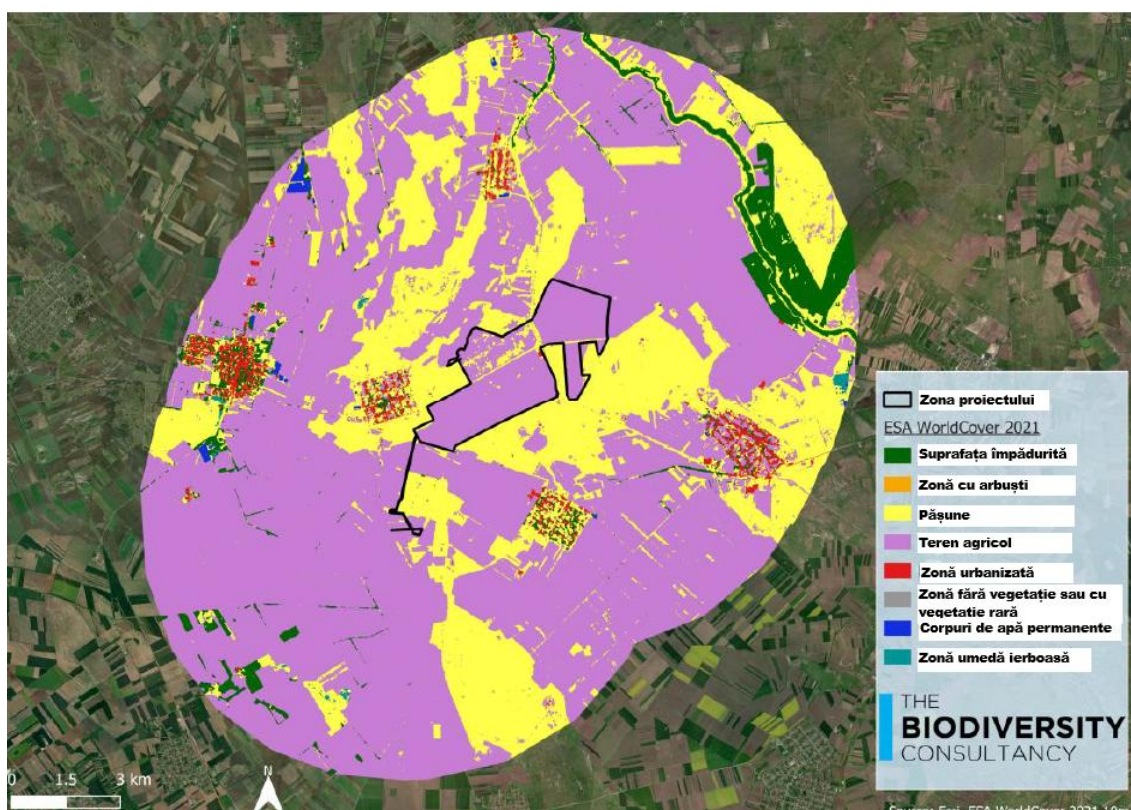 Zona proiectului
ESA WorldCover 2021
Suprafața împădurită
Zonă cu arbuști
Pășune
Teren agricol
Zonă urbanizată
Zonă fără vegetație sau cu
vegetatie rară
Corpuri de apă permanente
Zonă umedă ierboasă
THE
BIODIVERSITY
CONSULTANCY
0 1.5 3 km
N